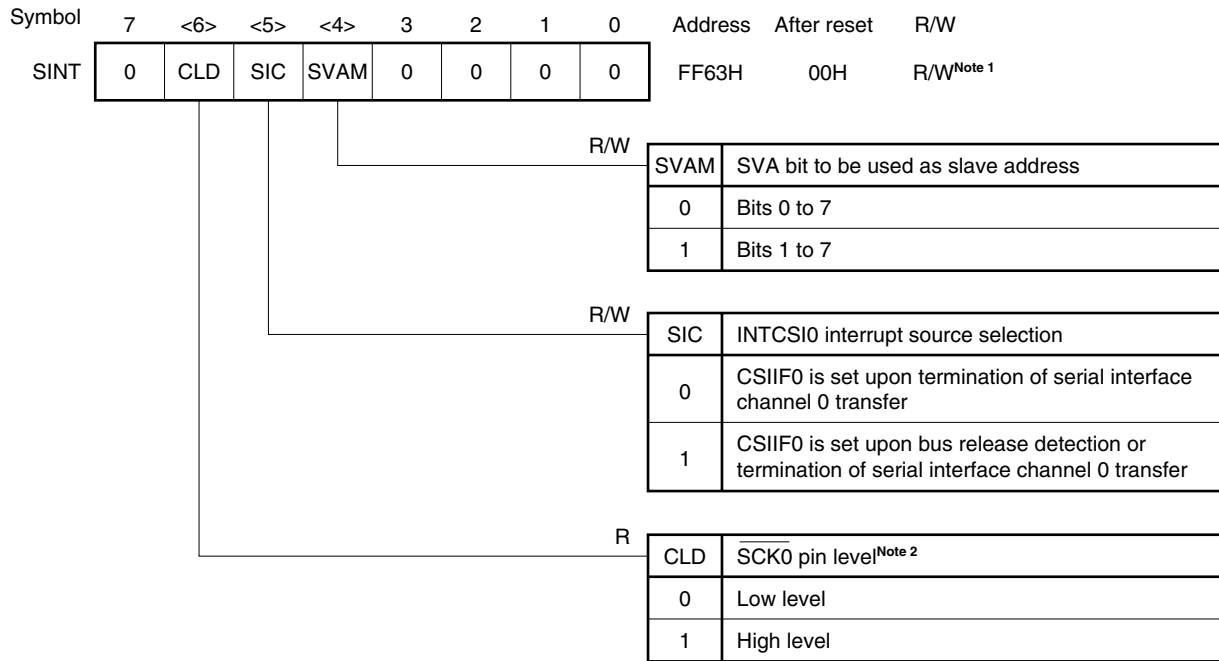 Symbol 7 <6> <5> <4> 3 2 1 0 Address After reset R/W
SINT 0 CLD SIC SVAM 0 0 0 0 FF63H 00H R/W Note 1
R/W
SVAM SVA bit to be used as slave address
0 Bits 0 to 7
1 Bits 1 to 7
R/W
SIC INTCSI0 interrupt source selection
0 CSIIF0 is set upon termination of serial interface
channel 0 transfer
1 CSIIF0 is set upon bus release detection or
termination of serial interface channel 0 transfer
R
CLD S̅C̅K̅0̅ pin level Note 2
0 Low level
1 High level